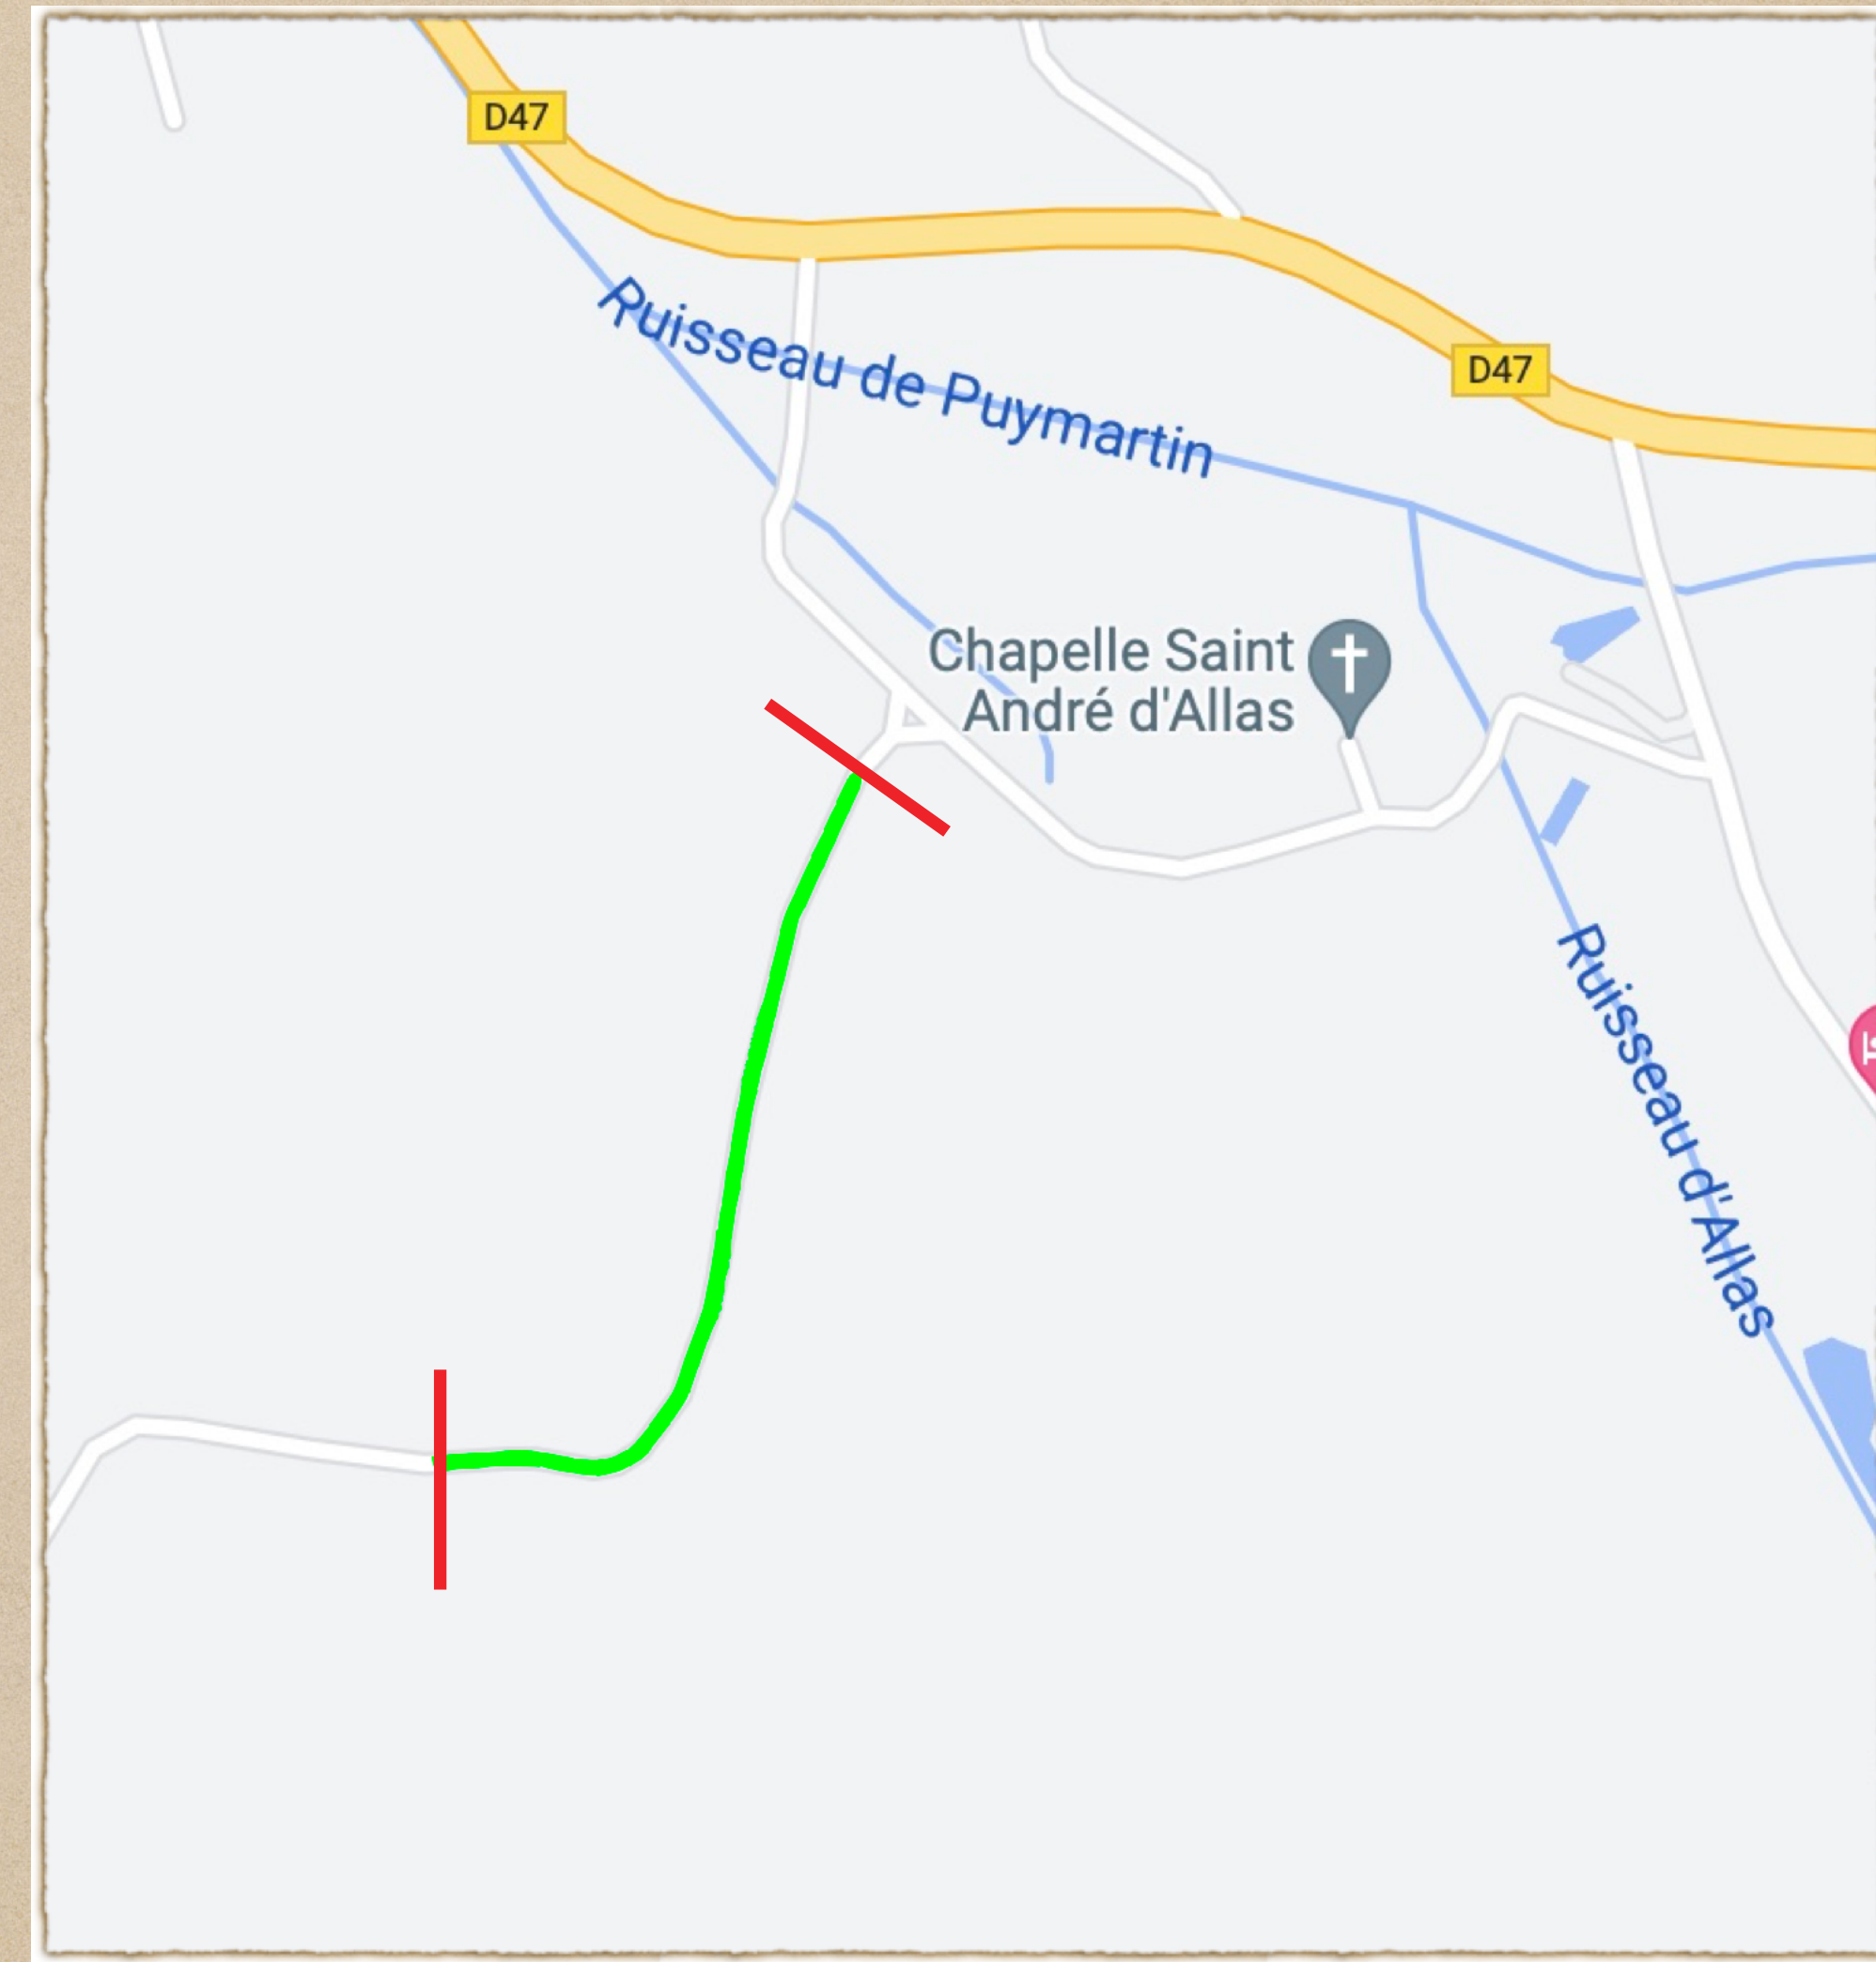 D47
D47
Ruisseau de Puymartin
Chapelle Saint
André d'Allas
Ruisseau d'Allas